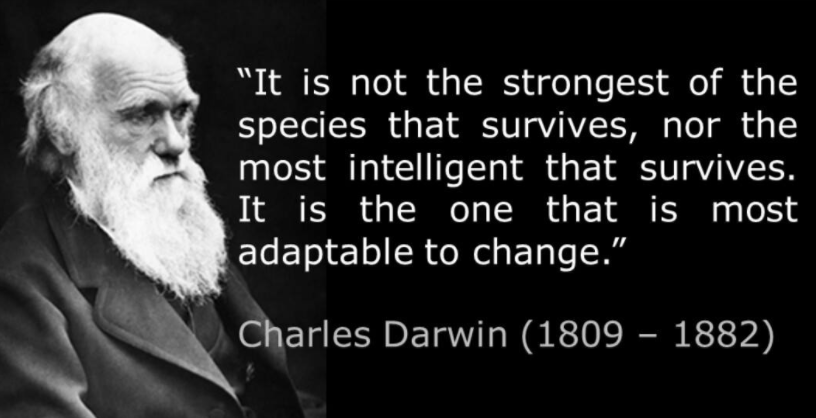 “It is not the strongest of the
species that survives, nor the
most intelligent that survives.
It is the one that is most
adaptable to change.”
Charles Darwin (1809 – 1882)